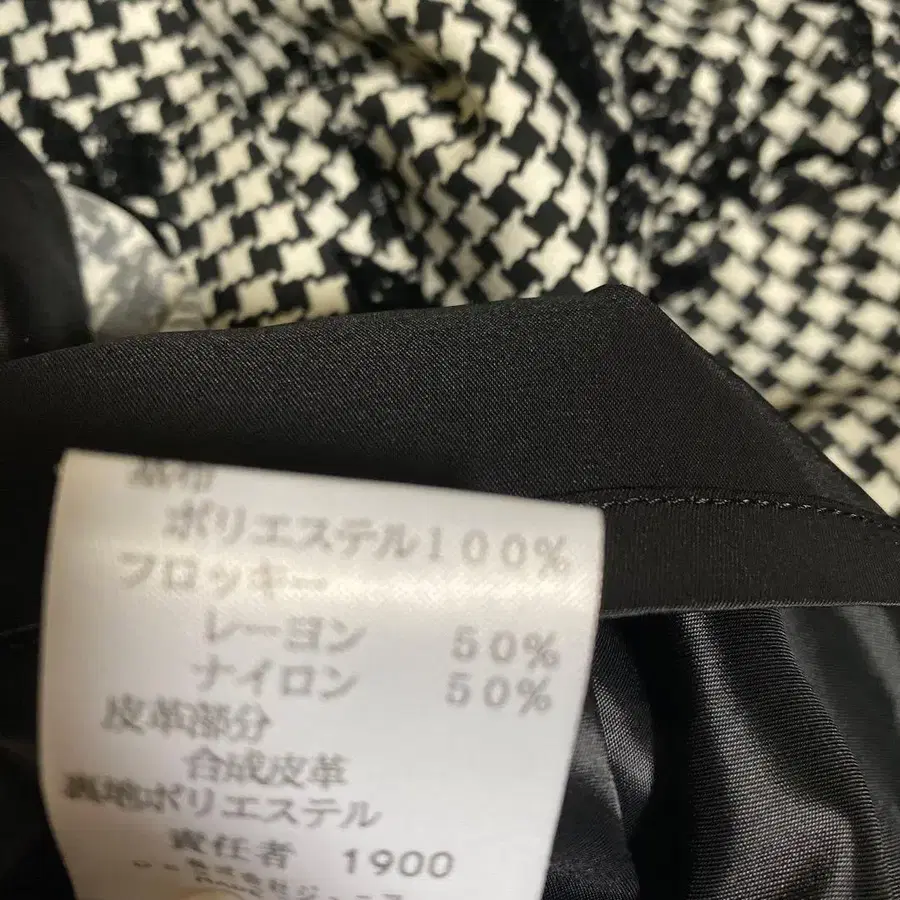 基布
ポリエステル100%
フロッキー
レーヨン 50%
ナイロン 50%
皮革部分
合成皮革
裏地ポリエステル
責任者 1900